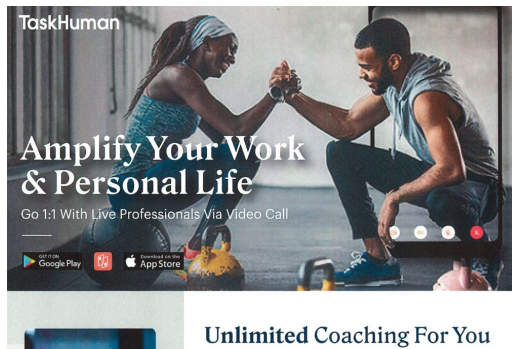 TaskHuman
Amplify Your Work
& Personal Life
Go 1:1 With Live Professionals Via Video Call
GET IT ON
Google Play
Download on the
App Store
Unlimited Coaching For You